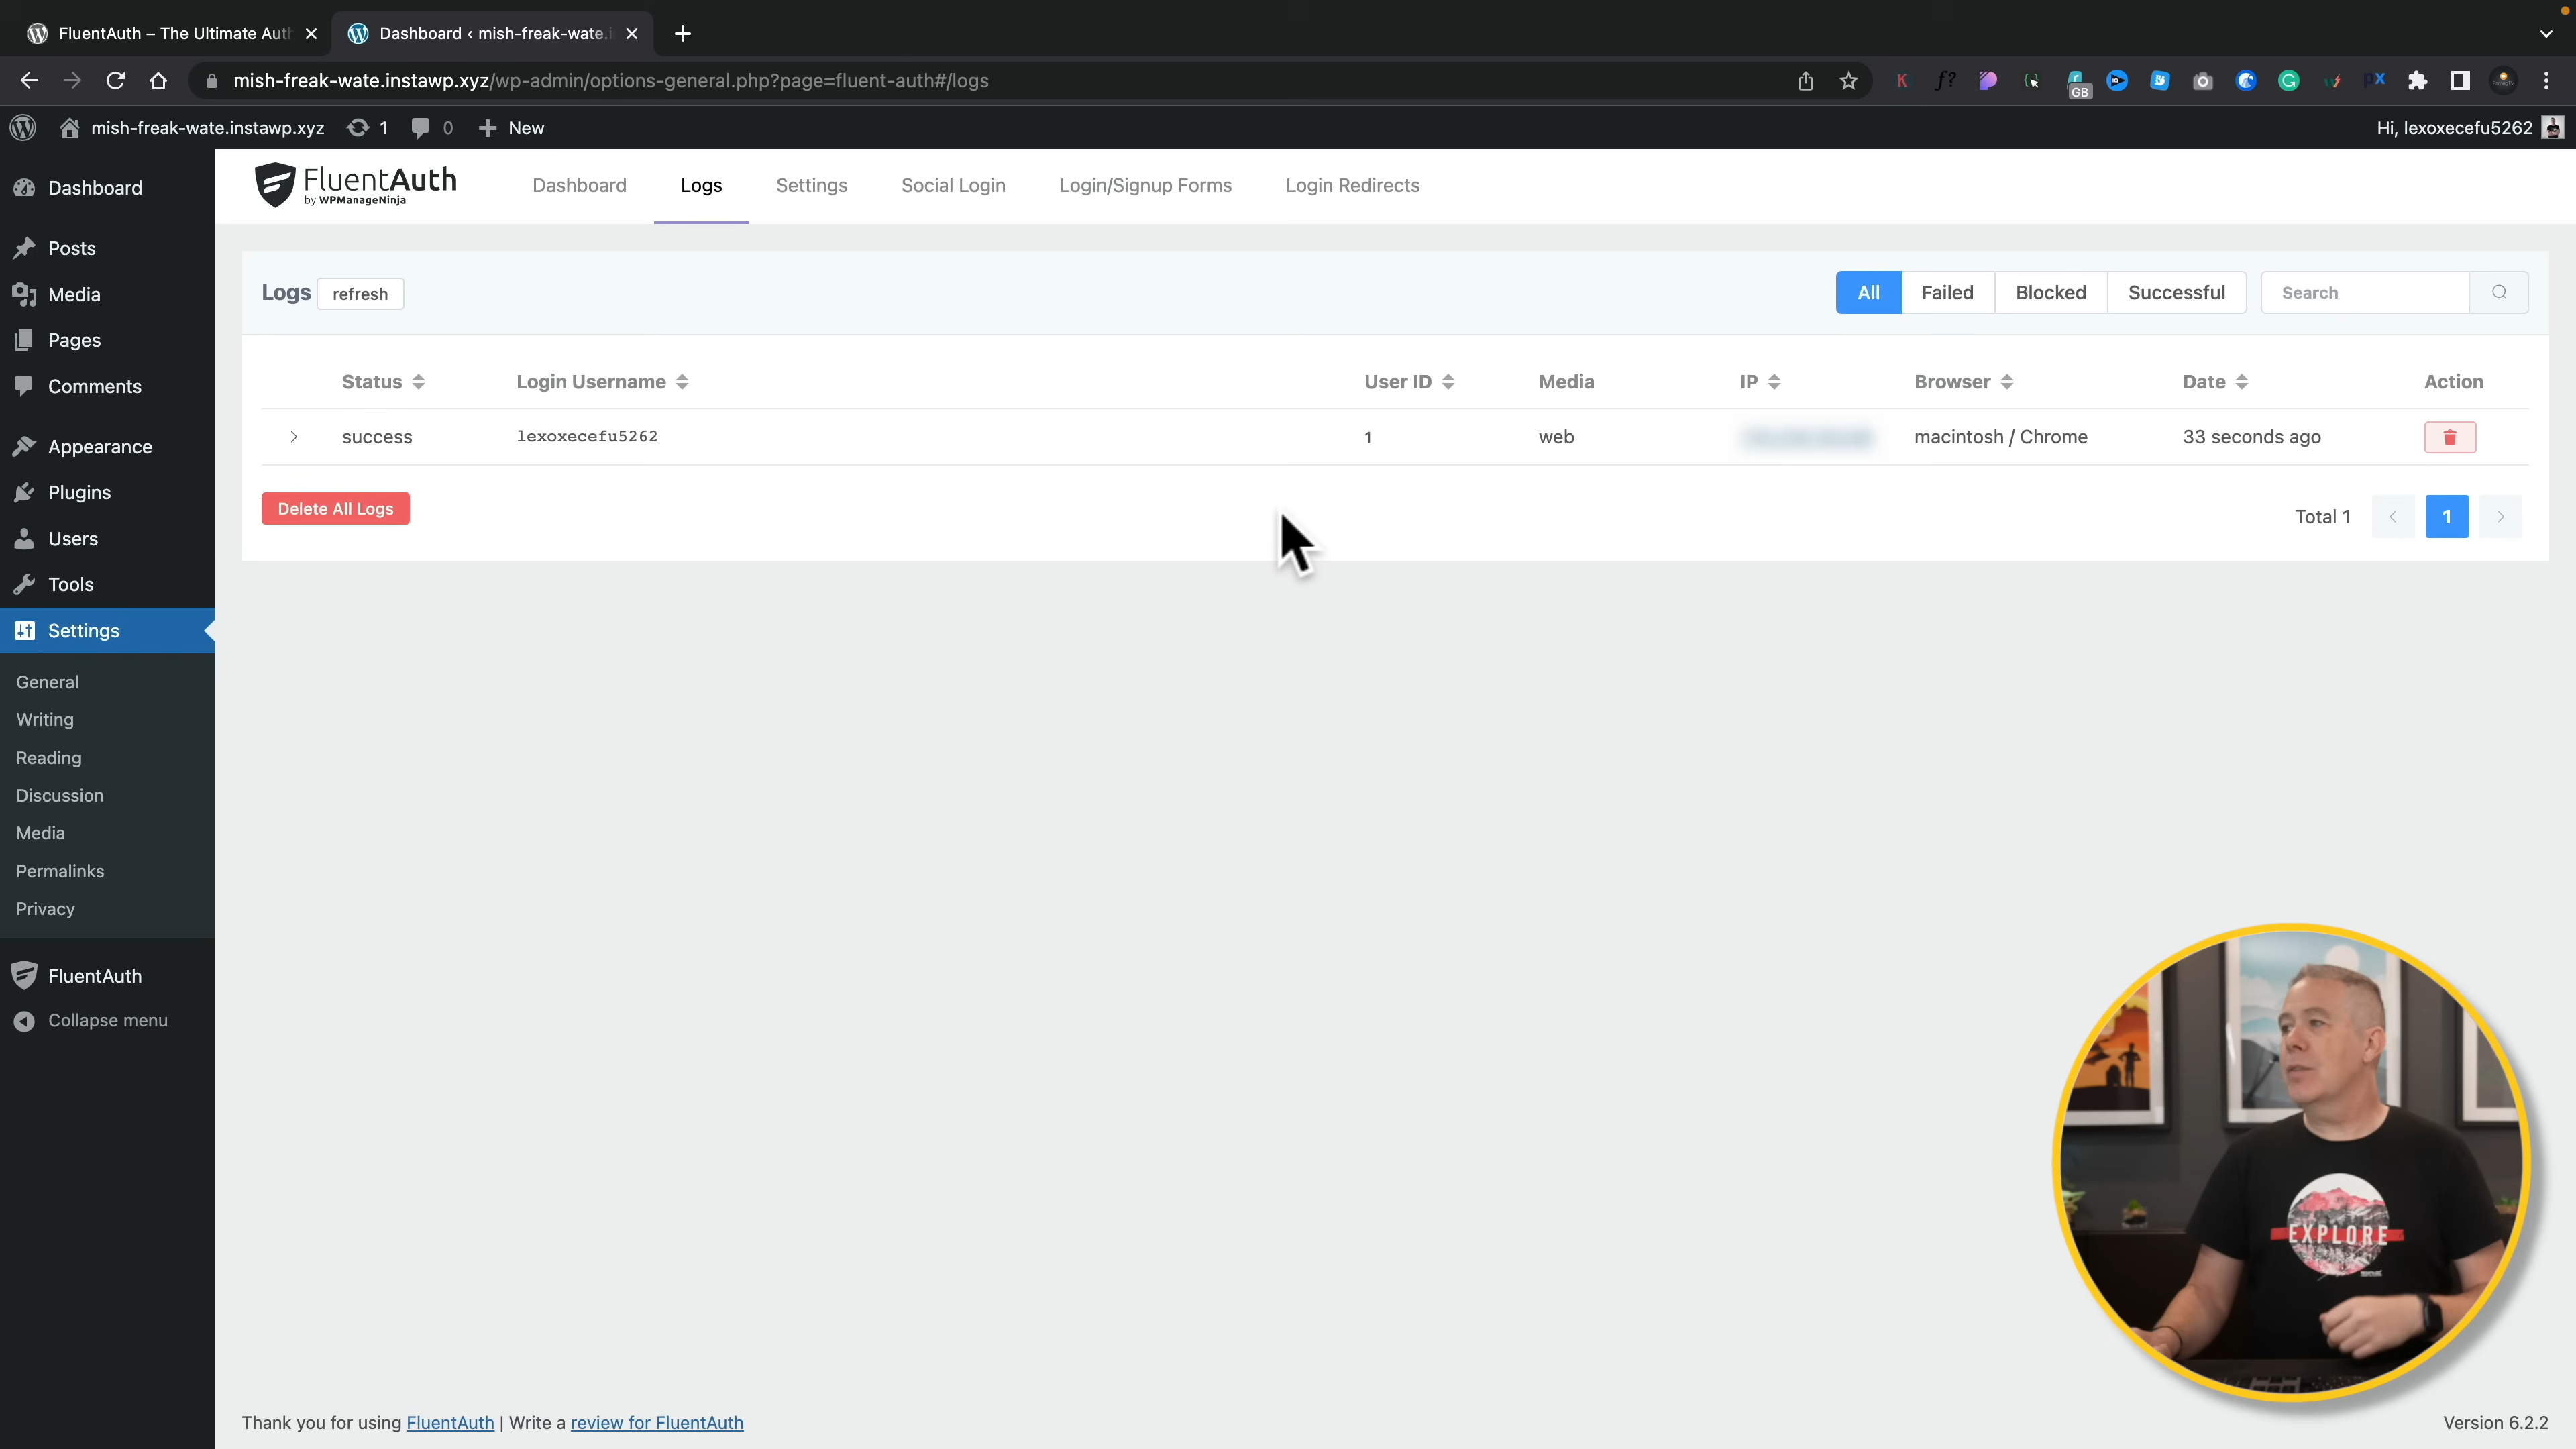 FluentAuth – The Ultimate Aut
Dashboard ‹ mish-freak-wate.i
mish-freak-wate.instawp.xyz/wp-admin/options-general.php?page=fluent-auth#/logs
GB
mish-freak-wate.instawp.xyz 1 0 New
Hi, lexoxecefu5262
Dashboard
Posts
Media
Pages
Comments
Appearance
Plugins
Users
Tools
Settings
General
Writing
Reading
Discussion
Media
Permalinks
Privacy
FluentAuth
Collapse menu
FluentAuth
by WPManageNinja
Dashboard Logs Settings Social Login Login/Signup Forms Login Redirects
Logs refresh
All Failed Blocked Successful Search
Status Login Username User ID Media IP Browser Date Action
success lexoxecefu5262 1 web macintosh / Chrome 33 seconds ago
Delete All Logs
Total 1 1
EXPLORE
Thank you for using FluentAuth | Write a review for FluentAuth
Version 6.2.2